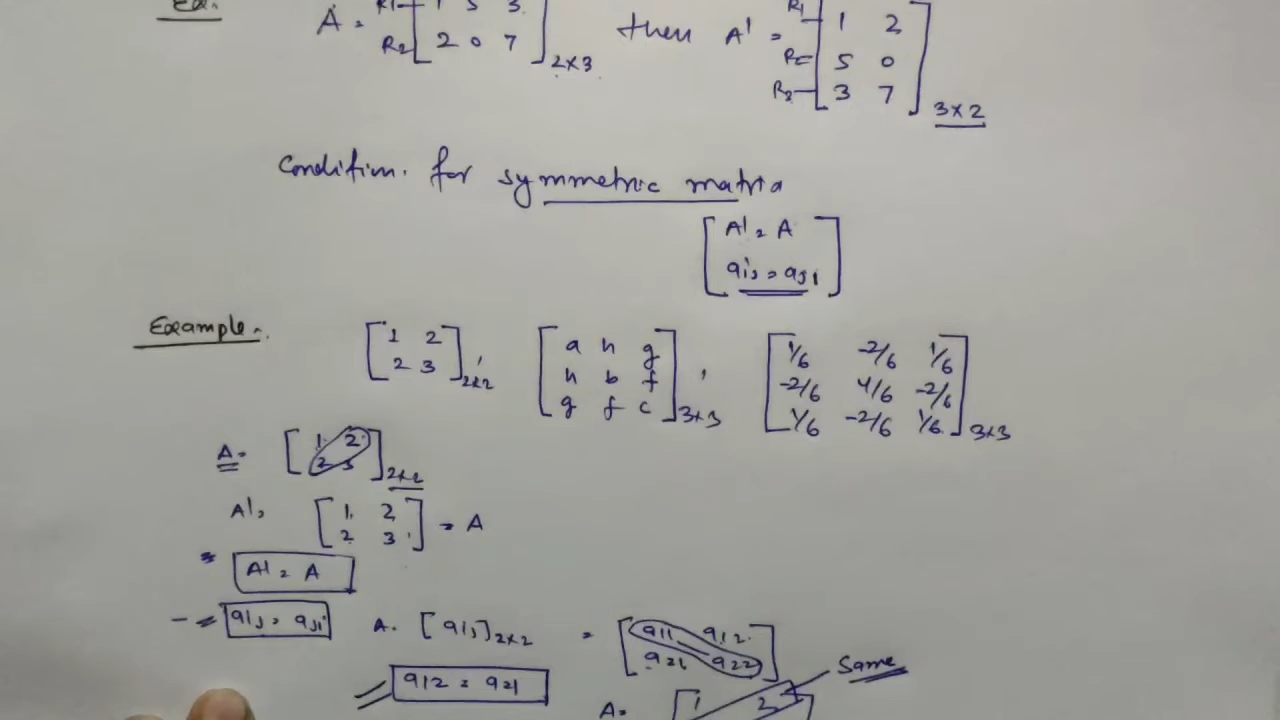 Ex.
A = R1 [ 1 5 3
R2 2 0 7 ] 2×3 then A' = R1 [ 1 2
R2 5 0
R3 3 7 ] 3×2
Condition. for symmetric matrix
[ A' = A
aij = aji ]
Example.
[ 1 2
2 3 ] 2×2 , [ a h g
h b f
g f c ] 3×3 , [ 1/6 -2/6 1/6
-2/6 4/6 -2/6
1/6 -2/6 1/6 ] 3×3
A = [ 1 2
2 3 ] 2×2
A' = [ 1 2
2 3 ] = A
A' = A
aij = aji A = [aij] 2×2 = [ a11 a12
a21 a22 ]
Same
a12 = a21
A = [ 1 2